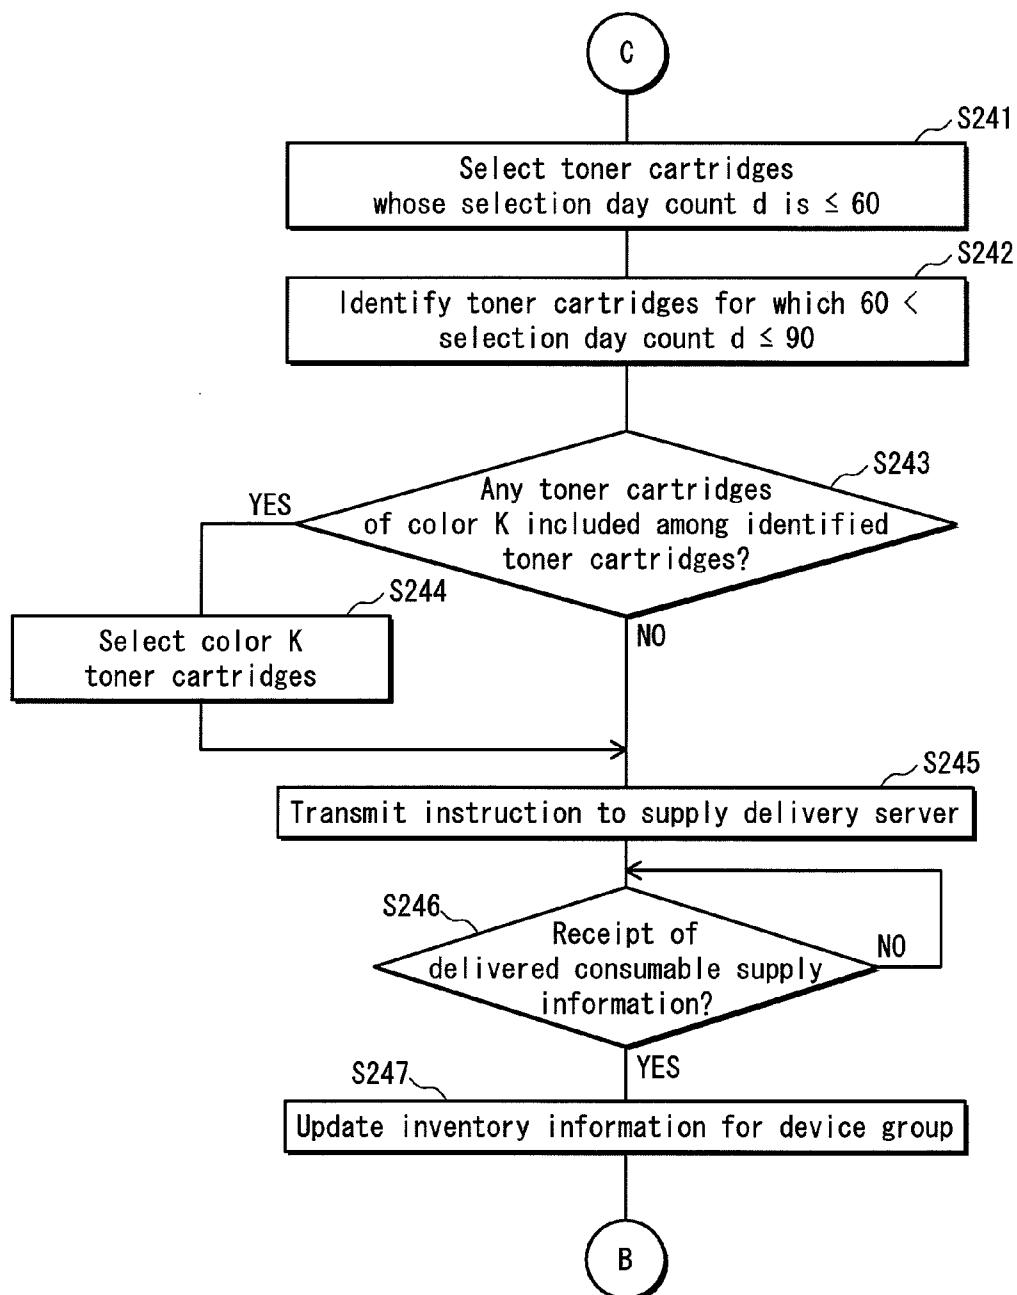 C
S241
Select toner cartridges
whose selection day count d is ≤ 60
S242
Identify toner cartridges for which 60 <
selection day count d ≤ 90
S243
Any toner cartridges
of color K included among identified
toner cartridges?
YES
S244
Select color K
toner cartridges
NO
S245
Transmit instruction to supply delivery server
S246
Receipt of
delivered consumable supply
information?
NO
YES
S247
Update inventory information for device group
B